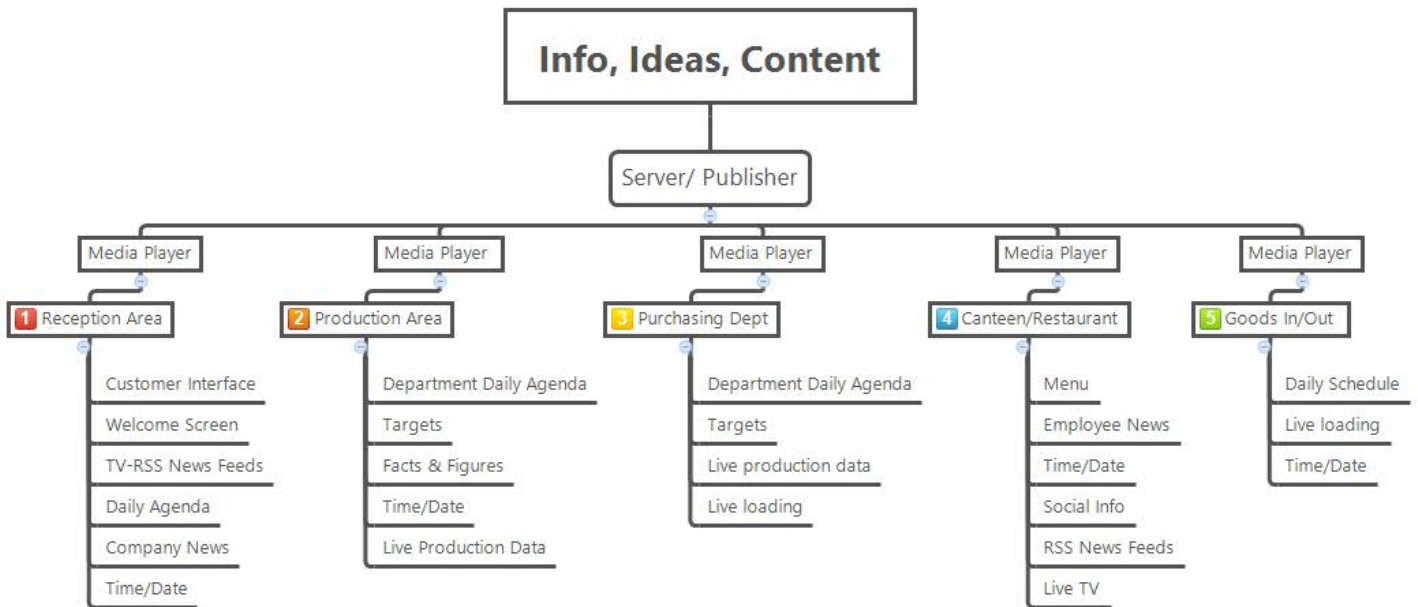 Info, Ideas, Content
Server/ Publisher
Media Player
Media Player
Media Player
Media Player
Media Player
1 Reception Area
2 Production Area
3 Purchasing Dept
4 Canteen/Restaurant
5 Goods In/Out
Customer Interface
Welcome Screen
TV-RSS News Feeds
Daily Agenda
Company News
Time/Date
Department Daily Agenda
Targets
Facts & Figures
Time/Date
Live Production Data
Department Daily Agenda
Targets
Live production data
Live loading
Menu
Employee News
Time/Date
Social Info
RSS News Feeds
Live TV
Daily Schedule
Live loading
Time/Date